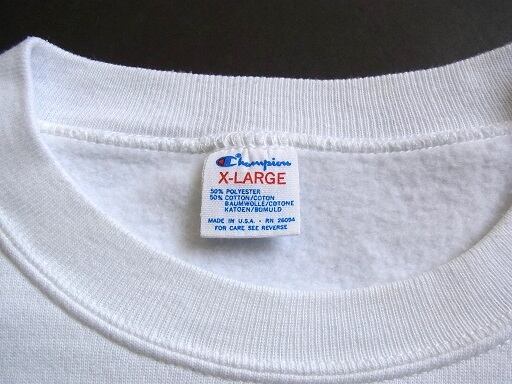 Champion
X-LARGE
50% POLYESTER
50% COTTON/COTON
BAUMWOLLE/COTONE
KATOEN/BOMULD
MADE IN U.S.A. • RN 26094
FOR CARE SEE REVERSE